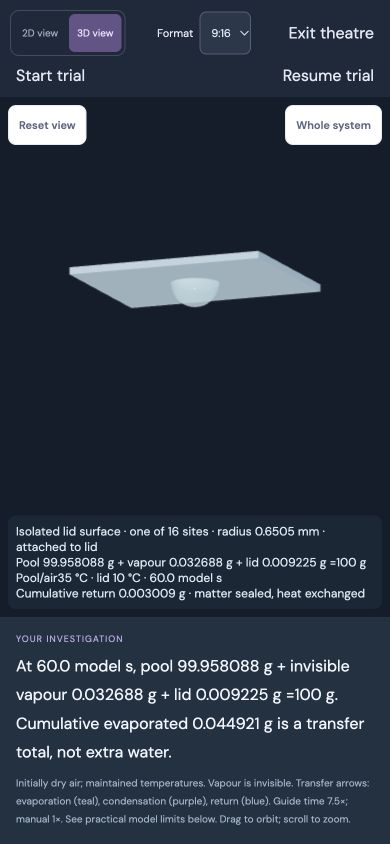 2D view 3D view Format 9:16 Exit theatre
Start trial Resume trial
Reset view Whole system
Isolated lid surface · one of 16 sites · radius 0.6505 mm ·
attached to lid
Pool 99.958088 g + vapour 0.032688 g + lid 0.009225 g =100 g
Pool/air35 °C · lid 10 °C · 60.0 model s
Cumulative return 0.003009 g · matter sealed, heat exchanged
YOUR INVESTIGATION
At 60.0 model s, pool 99.958088 g + invisible
vapour 0.032688 g + lid 0.009225 g =100 g.
Cumulative evaporated 0.044921 g is a transfer
total, not extra water.
Initially dry air; maintained temperatures. Vapour is invisible. Transfer arrows:
evaporation (teal), condensation (purple), return (blue). Guide time 7.5×;
manual 1×. See practical model limits below. Drag to orbit; scroll to zoom.